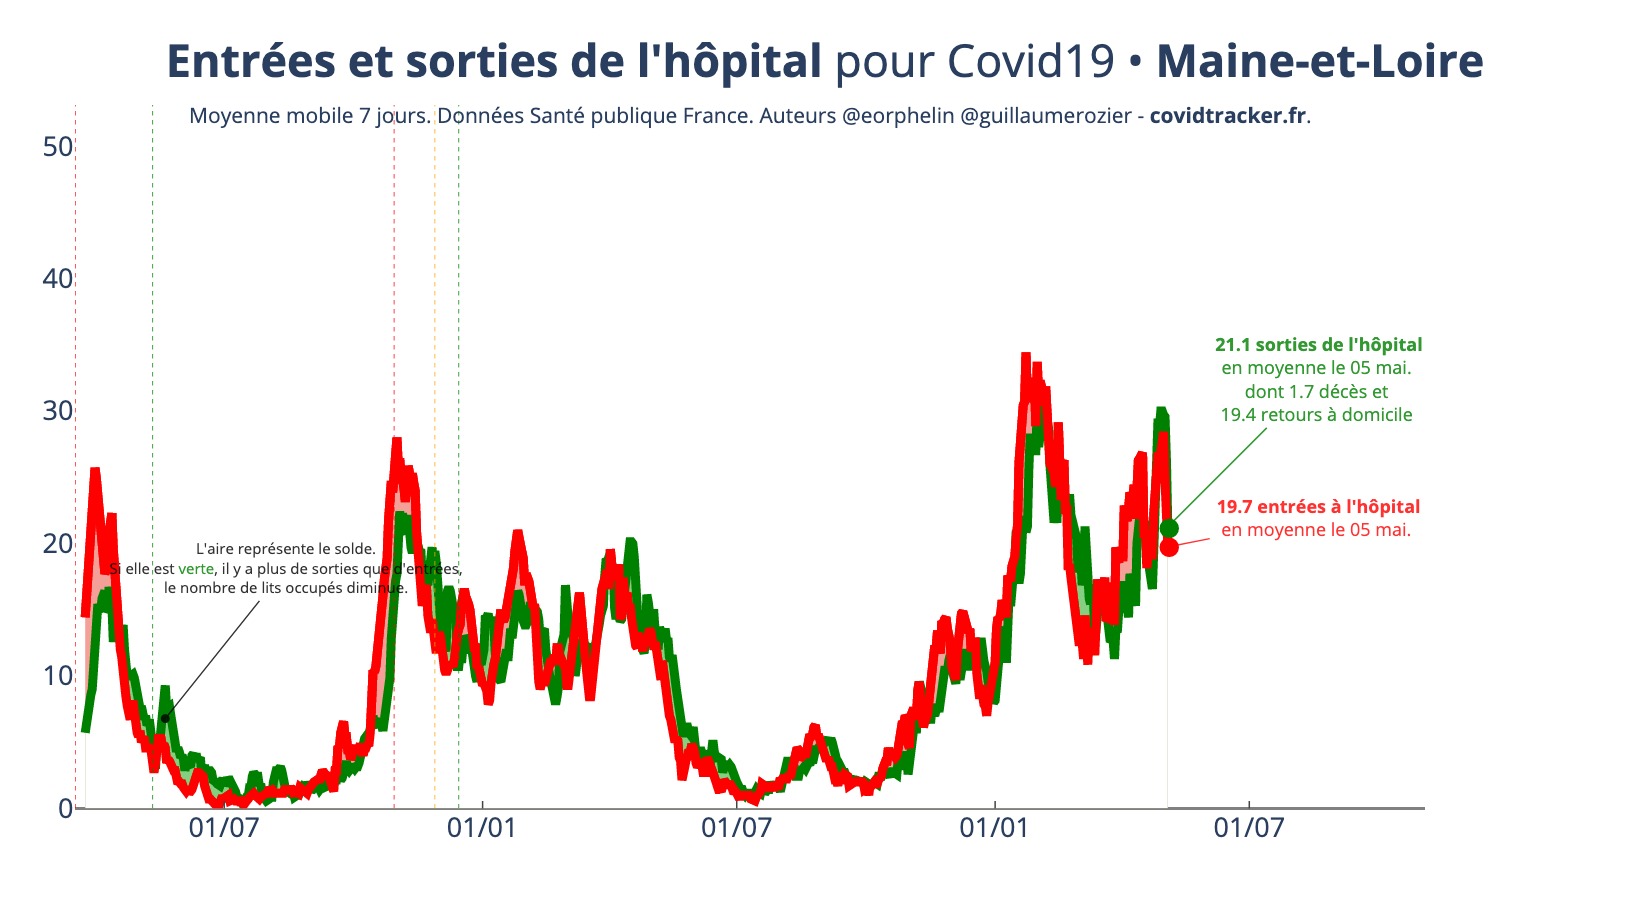 Entrées et sorties de l'hôpital pour Covid19 • Maine-et-Loire
Moyenne mobile 7 jours. Données Santé publique France. Auteurs @eorphelin @guillaumerozier - covidtracker.fr.
50
40
30
20
10
0
21.1 sorties de l'hôpital
en moyenne le 05 mai.
dont 1.7 décès et
19.4 retours à domicile
19.7 entrées à l'hôpital
en moyenne le 05 mai.
L'aire représente le solde.
Si elle est verte, il y a plus de sorties que d'entrées,
le nombre de lits occupés diminue.
01/07
01/01
01/07
01/01
01/07